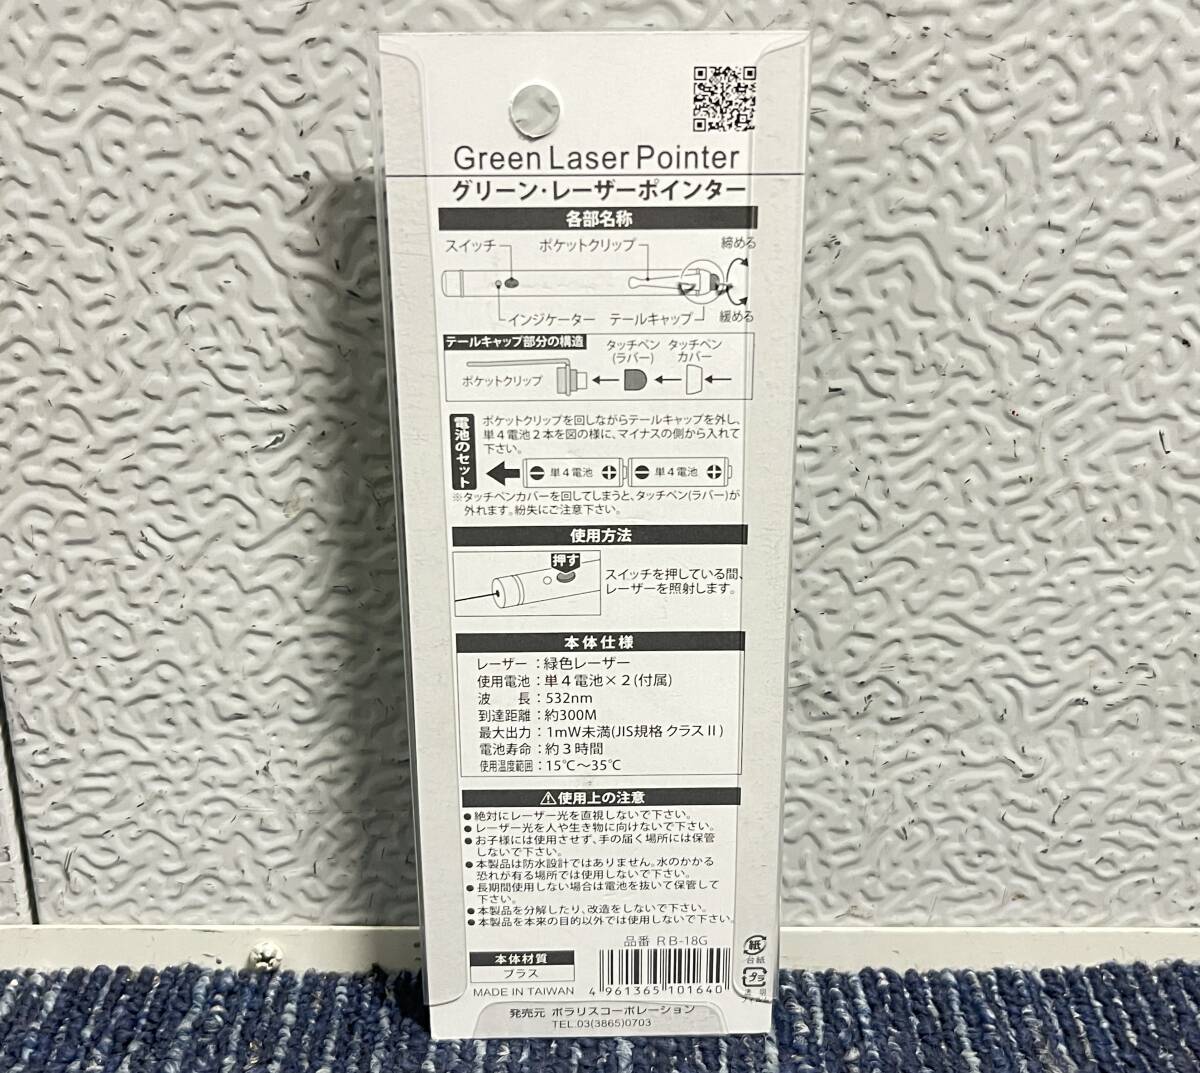 Green Laser Pointer
グリーン・レーザーポインター
各部名称
スイッチ
ポケットクリップ
締める
インジケーター
テールキャップ
緩める
テールキャップ部分の構造
タッチペン
(ラバー)
タッチペン
カバー
ポケットクリップ
電池のセット
ポケットクリップを回しながらテールキャップを外し、
単4電池2本を図の様に、マイナスの側から入れて
下さい。
単4電池
単4電池
※タッチペンカバーを回してしまうと、タッチペン(ラバー)が
外れます。紛失にご注意下さい。
使用方法
押す
スイッチを押している間、
レーザーを照射します。
本体仕様
レーザー：緑色レーザー
使用電池：単4電池×2(付属)
波　長：532nm
到達距離：約300M
最大出力：1mW未満(JIS規格 クラスⅡ)
電池寿命：約3時間
使用温度範囲：15℃～35℃
⚠使用上の注意
●絶対にレーザー光を直視しないで下さい。
●レーザー光を人や生き物に向けないで下さい。
●お子様には使用させず、手の届く場所には保管
しないで下さい。
●本製品は防水設計ではありません。水のかかる
恐れが有る場所では使用しないで下さい。
●長期間使用しない場合は電池を抜いて保管して
下さい。
●本製品を分解したり、改造をしないで下さい。
●本製品を本来の目的以外では使用しないで下さい。
品番 RB-18G
本体材質
ブラス
MADE IN TAIWAN
4 961365 101640
紙
台紙
プラ
発売元 ポラリスコーポレーション
TEL.03(3865)0703